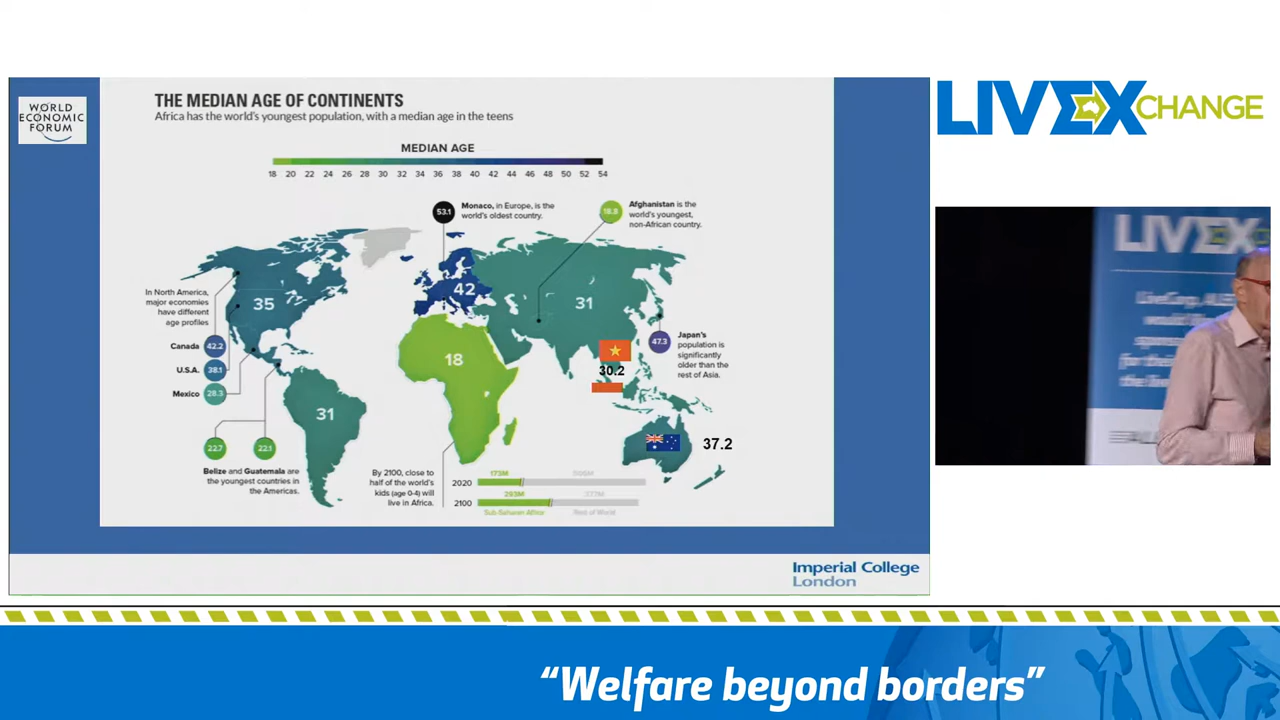 WORLD
ECONOMIC
FORUM
THE MEDIAN AGE OF CONTINENTS
Africa has the world's youngest population, with a median age in the teens
MEDIAN AGE
18 20 22 24 26 28 30 32 34 36 38 40 42 44 46 48 50 52 54
53.1
Monaco, in Europe, is the
world's oldest country.
18.8
Afghanistan is the
world's youngest,
non-African country.
In North America,
major economies
have different
age profiles
Canada 42.2
U.S.A. 38.1
Mexico 28.3
35
42
31
18
31
30.2
47.3
Japan's
population is
significantly
older than the
rest of Asia.
37.2
22.7
22.1
Belize and Guatemala are
the youngest countries in
the Americas.
By 2100, close to
half of the world's
kids (age 0-4) will
live in Africa.
173M
2020
293M
2100
Sub-Saharan Africa
Rest of World
Imperial College
London
LIVEXCHANGE
LIVEX
"Welfare beyond borders"